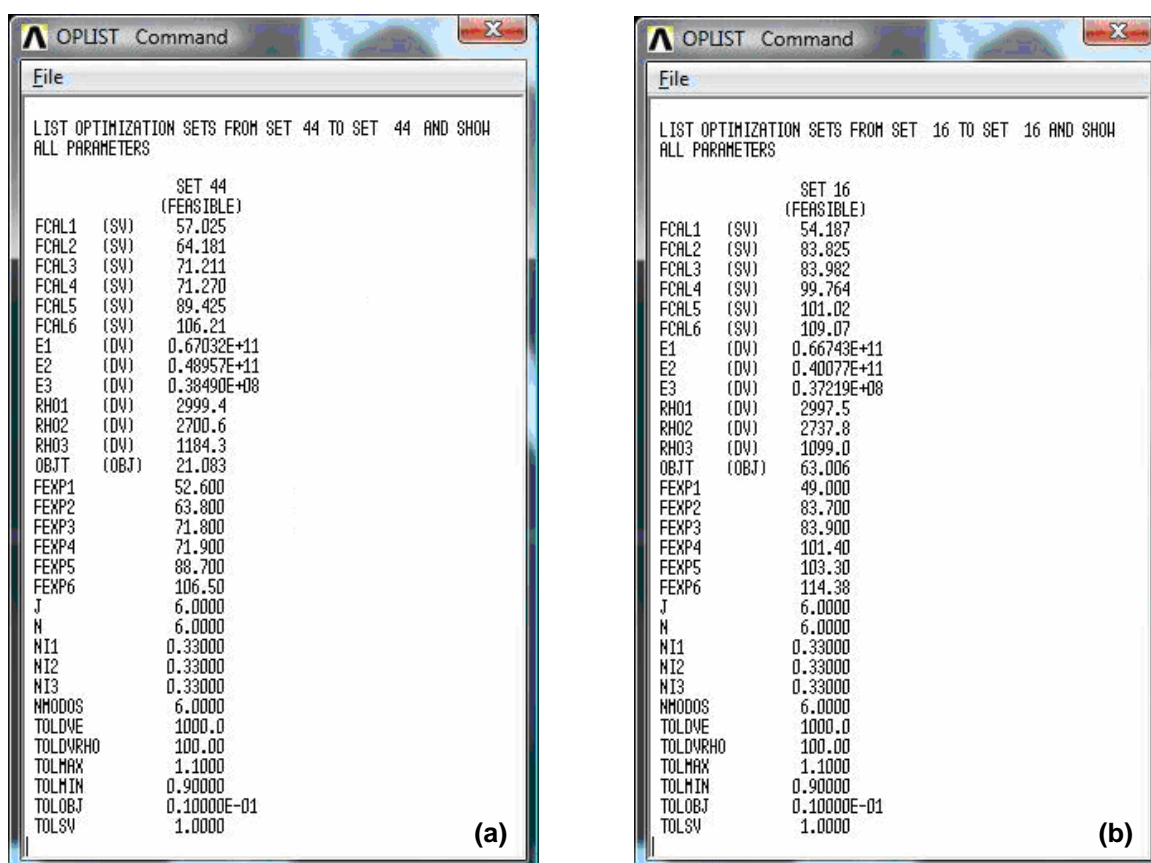 OPLIST Command
File
LIST OPTIMIZATION SETS FROM SET 44 TO SET 44 AND SHOW
ALL PARAMETERS
SET 44
(FEASIBLE)
FCAL1 (SV) 57.025
FCAL2 (SV) 64.181
FCAL3 (SV) 71.211
FCAL4 (SV) 71.270
FCAL5 (SV) 89.425
FCAL6 (SV) 106.21
E1 (DV) 0.67032E+11
E2 (DV) 0.48957E+11
E3 (DV) 0.38490E+08
RHO1 (DV) 2999.4
RHO2 (DV) 2700.6
RHO3 (DV) 1184.3
OBJT (OBJ) 21.083
FEXP1 52.600
FEXP2 63.800
FEXP3 71.800
FEXP4 71.900
FEXP5 88.700
FEXP6 106.50
J 6.0000
N 6.0000
NI1 0.33000
NI2 0.33000
NI3 0.33000
NMODOS 6.0000
TOLDVE 1000.0
TOLDVRHO 100.00
TOLMAX 1.1000
TOLMIN 0.90000
TOLOBJ 0.10000E-01
TOLSV 1.0000
(a)
OPLIST Command
File
LIST OPTIMIZATION SETS FROM SET 16 TO SET 16 AND SHOW
ALL PARAMETERS
SET 16
(FEASIBLE)
FCAL1 (SV) 54.187
FCAL2 (SV) 83.825
FCAL3 (SV) 83.982
FCAL4 (SV) 99.764
FCAL5 (SV) 101.02
FCAL6 (SV) 109.07
E1 (DV) 0.66743E+11
E2 (DV) 0.40077E+11
E3 (DV) 0.37219E+08
RHO1 (DV) 2997.5
RHO2 (DV) 2737.8
RHO3 (DV) 1099.0
OBJT (OBJ) 63.006
FEXP1 49.000
FEXP2 83.700
FEXP3 83.900
FEXP4 101.40
FEXP5 103.30
FEXP6 114.38
J 6.0000
N 6.0000
NI1 0.33000
NI2 0.33000
NI3 0.33000
NMODOS 6.0000
TOLDVE 1000.0
TOLDVRHO 100.00
TOLMAX 1.1000
TOLMIN 0.90000
TOLOBJ 0.10000E-01
TOLSV 1.0000
(b)